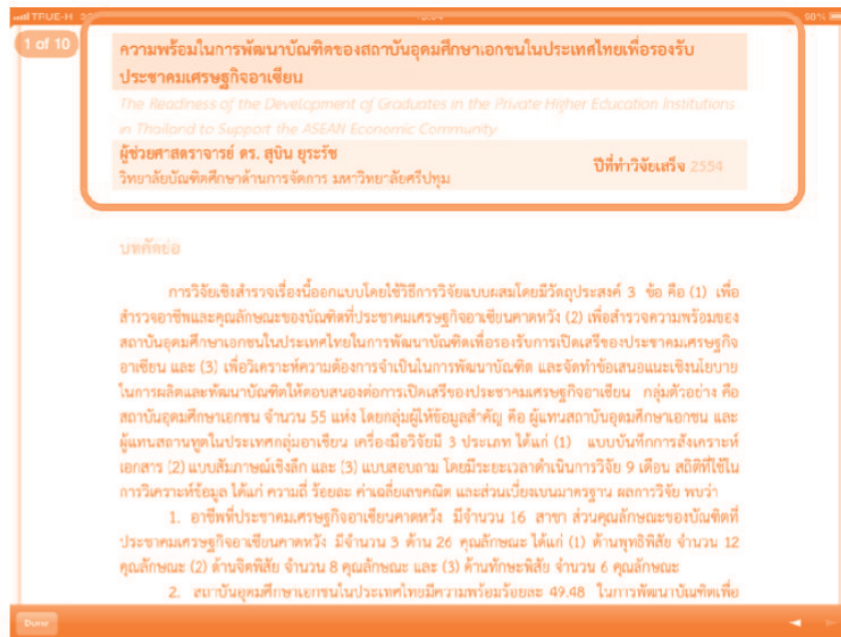 TRUE-H
90%
1 of 10
ความพร้อมในการพัฒนาบัณฑิตของสถาบันอุดมศึกษาเอกชนในประเทศไทยเพื่อรองรับ
ประชาคมเศรษฐกิจอาเซียน
The Readiness of the Development of Graduates in the Private Higher Education Institutions
in Thailand to Support the ASEAN Economic Community
ผู้ช่วยศาสตราจารย์ ดร. สุบิน ยุระรัช
ปีที่ทำวิจัยเสร็จ 2554
วิทยาลัยบัณฑิตศึกษาด้านการจัดการ มหาวิทยาลัยศรีปทุม
บทคัดย่อ
การวิจัยเชิงสำรวจเรื่องนี้ออกแบบโดยใช้วิธีการวิจัยแบบผสมโดยมีวัตถุประสงค์ 3 ข้อ คือ (1) เพื่อ
สำรวจอาชีพและคุณลักษณะของบัณฑิตที่ประชาคมเศรษฐกิจอาเซียนคาดหวัง (2) เพื่อสำรวจความพร้อมของ
สถาบันอุดมศึกษาเอกชนในประเทศไทยในการพัฒนาบัณฑิตเพื่อรองรับการเปิดเสรีของประชาคมเศรษฐกิจ
อาเซียน และ (3) เพื่อวิเคราะห์ความต้องการจำเป็นในการพัฒนาบัณฑิต และจัดทำข้อเสนอแนะเชิงนโยบาย
ในการผลิตและพัฒนาบัณฑิตให้ตอบสนองต่อการเปิดเสรีของประชาคมเศรษฐกิจอาเซียน กลุ่มตัวอย่าง คือ
สถาบันอุดมศึกษาเอกชน จำนวน 55 แห่ง โดยกลุ่มผู้ให้ข้อมูลสำคัญ คือ ผู้แทนสถาบันอุดมศึกษาเอกชน และ
ผู้แทนสถานทูตในประเทศกลุ่มอาเซียน เครื่องมือวิจัยมี 3 ประเภท ได้แก่ (1) แบบบันทึกการสังเคราะห์
เอกสาร (2) แบบสัมภาษณ์เชิงลึก และ (3) แบบสอบถาม โดยมีระยะเวลาดำเนินการวิจัย 9 เดือน สถิติที่ใช้ใน
การวิเคราะห์ข้อมูล ได้แก่ ความถี่ ร้อยละ ค่าเฉลี่ยเลขคณิต และส่วนเบี่ยงเบนมาตรฐาน ผลการวิจัย พบว่า
1. อาชีพที่ประชาคมเศรษฐกิจอาเซียนคาดหวัง มีจำนวน 16 สาขา ส่วนคุณลักษณะของบัณฑิตที่
ประชาคมเศรษฐกิจอาเซียนคาดหวัง มีจำนวน 3 ด้าน 26 คุณลักษณะ ได้แก่ (1) ด้านพุทธิพิสัย จำนวน 12
คุณลักษณะ (2) ด้านจิตพิสัย จำนวน 8 คุณลักษณะ และ (3) ด้านทักษะพิสัย จำนวน 6 คุณลักษณะ
2. สถาบันอุดมศึกษาเอกชนในประเทศไทยมีความพร้อมร้อยละ 49.48 ในการพัฒนาบัณฑิตเพื่อ
Done